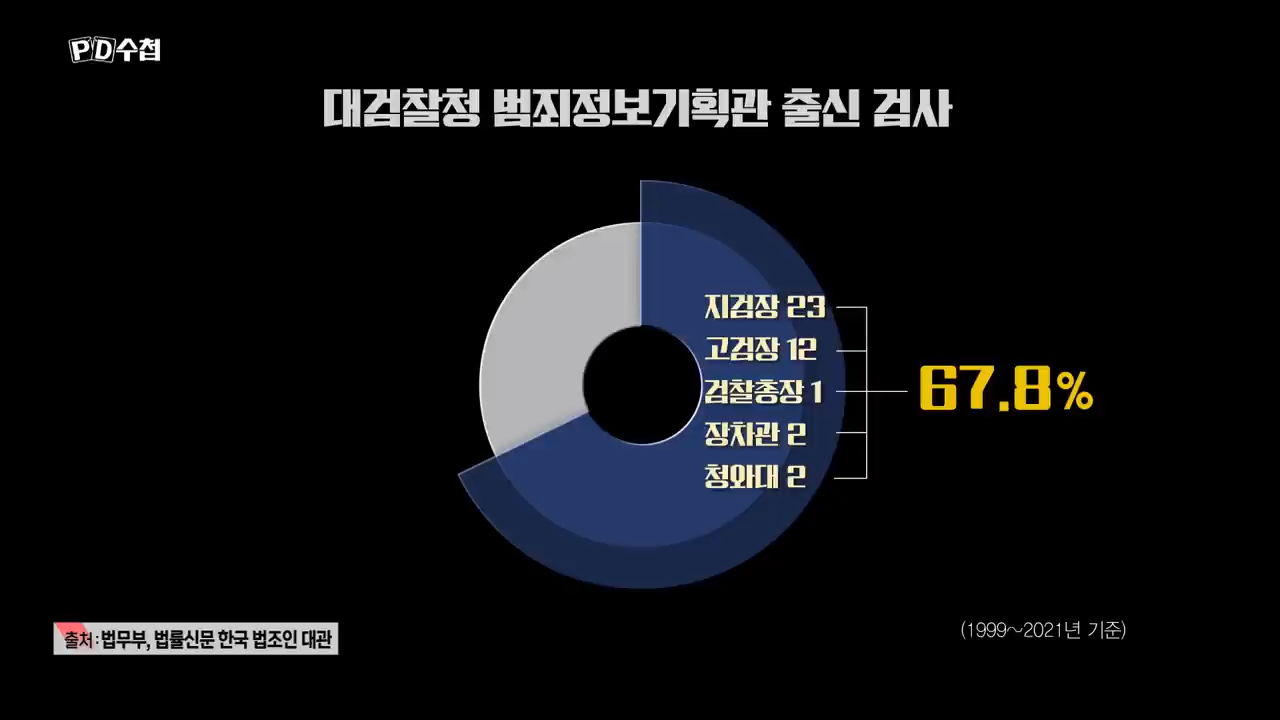 PD수첩
대검찰청 범죄정보기획관 출신 검사
지검장 23
고검장 12
검찰총장 1
장차관 2
청와대 2
67.8%
출처 : 법무부, 법률신문 한국 법조인 대관
(1999~2021년 기준)